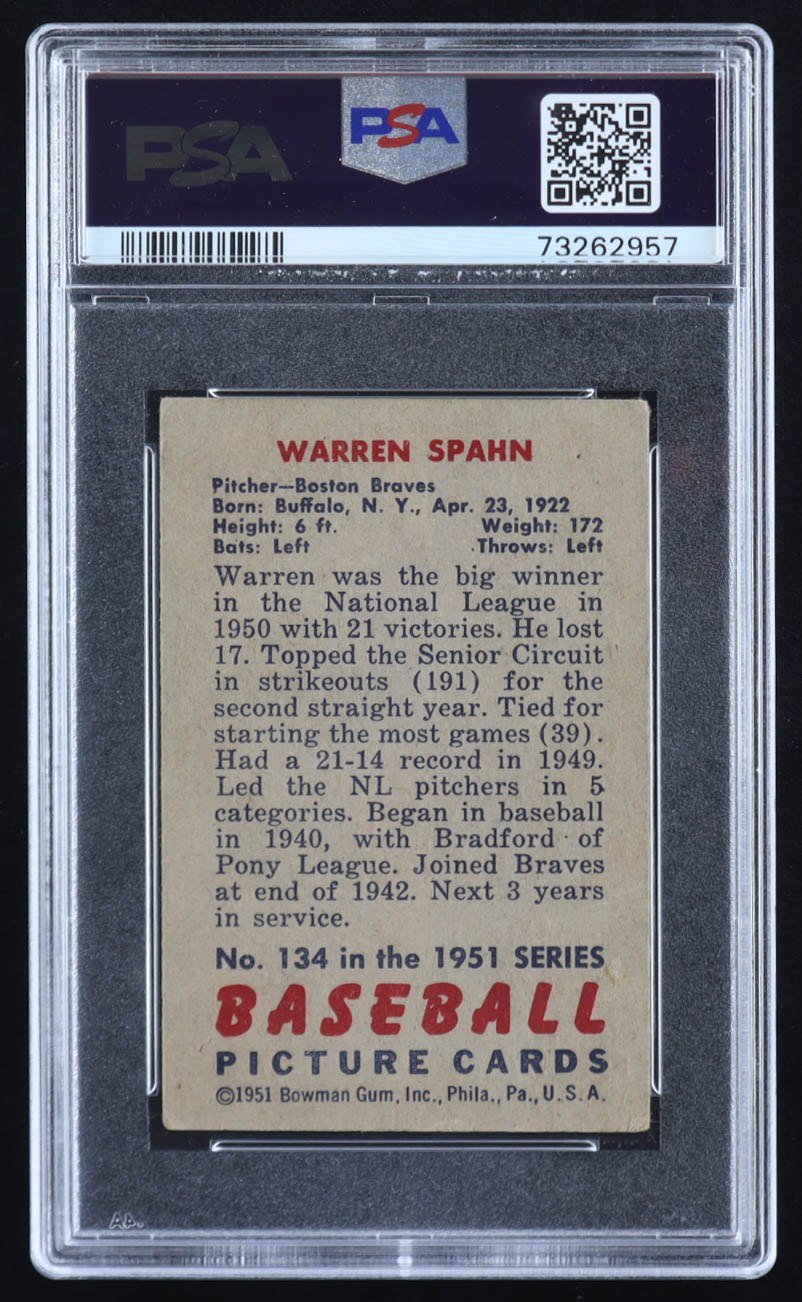 PSA
PSA
73262957
WARREN SPAHN
Pitcher—Boston Braves
Born: Buffalo, N. Y., Apr. 23, 1922
Height: 6 ft. Weight: 172
Bats: Left Throws: Left
Warren was the big winner
in the National League in
1950 with 21 victories. He lost
17. Topped the Senior Circuit
in strikeouts (191) for the
second straight year. Tied for
starting the most games (39).
Had a 21-14 record in 1949.
Led the NL pitchers in 5
categories. Began in baseball
in 1940, with Bradford of
Pony League. Joined Braves
at end of 1942. Next 3 years
in service.
No. 134 in the 1951 SERIES
BASEBALL
PICTURE CARDS
©1951 Bowman Gum, Inc., Phila., Pa., U. S. A.